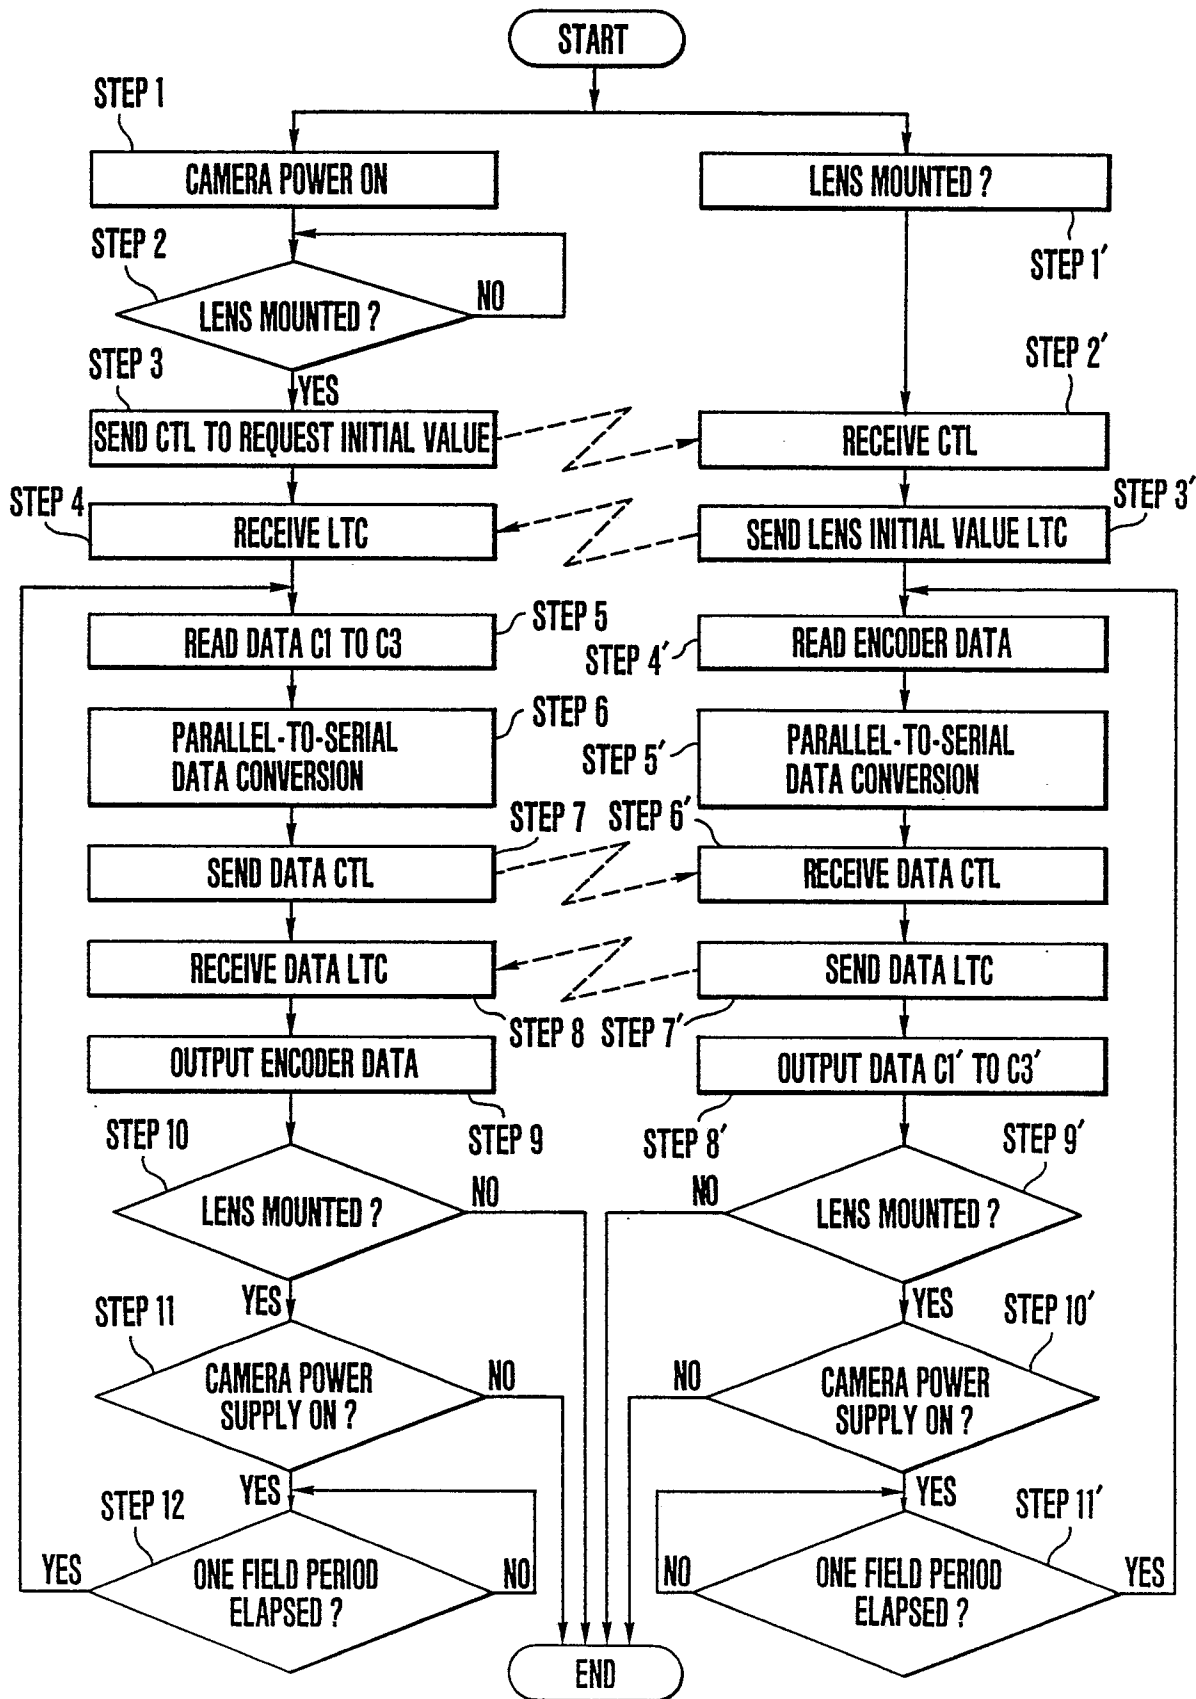 START
STEP 1
CAMERA POWER ON
LENS MOUNTED ?
STEP 1′
STEP 2
LENS MOUNTED ?
NO
YES
STEP 3
SEND CTL TO REQUEST INITIAL VALUE
STEP 2′
RECEIVE CTL
STEP 4
RECEIVE LTC
STEP 3′
SEND LENS INITIAL VALUE LTC
READ DATA C1 TO C3
STEP 5
STEP 4′
READ ENCODER DATA
PARALLEL-TO-SERIAL
DATA CONVERSION
STEP 6
STEP 5′
PARALLEL-TO-SERIAL
DATA CONVERSION
STEP 7
STEP 6′
SEND DATA CTL
RECEIVE DATA CTL
RECEIVE DATA LTC
SEND DATA LTC
STEP 8
STEP 7′
OUTPUT ENCODER DATA
OUTPUT DATA C1′ TO C3′
STEP 9
STEP 8′
STEP 10
LENS MOUNTED ?
NO
YES
STEP 9′
NO
LENS MOUNTED ?
YES
STEP 11
CAMERA POWER
SUPPLY ON ?
NO
YES
STEP 10′
NO
CAMERA POWER
SUPPLY ON ?
YES
STEP 12
YES
ONE FIELD PERIOD
ELAPSED ?
NO
STEP 11′
NO
ONE FIELD PERIOD
ELAPSED ?
YES
END